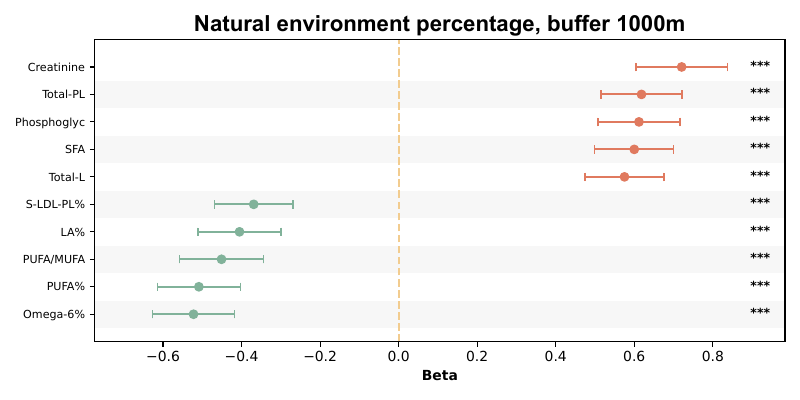 Natural environment percentage, buffer 1000m
Creatinine ***
Total-PL ***
Phosphoglyc ***
SFA ***
Total-L ***
S-LDL-PL% ***
LA% ***
PUFA/MUFA ***
PUFA% ***
Omega-6% ***
−0.6 −0.4 −0.2 0.0 0.2 0.4 0.6 0.8
Beta